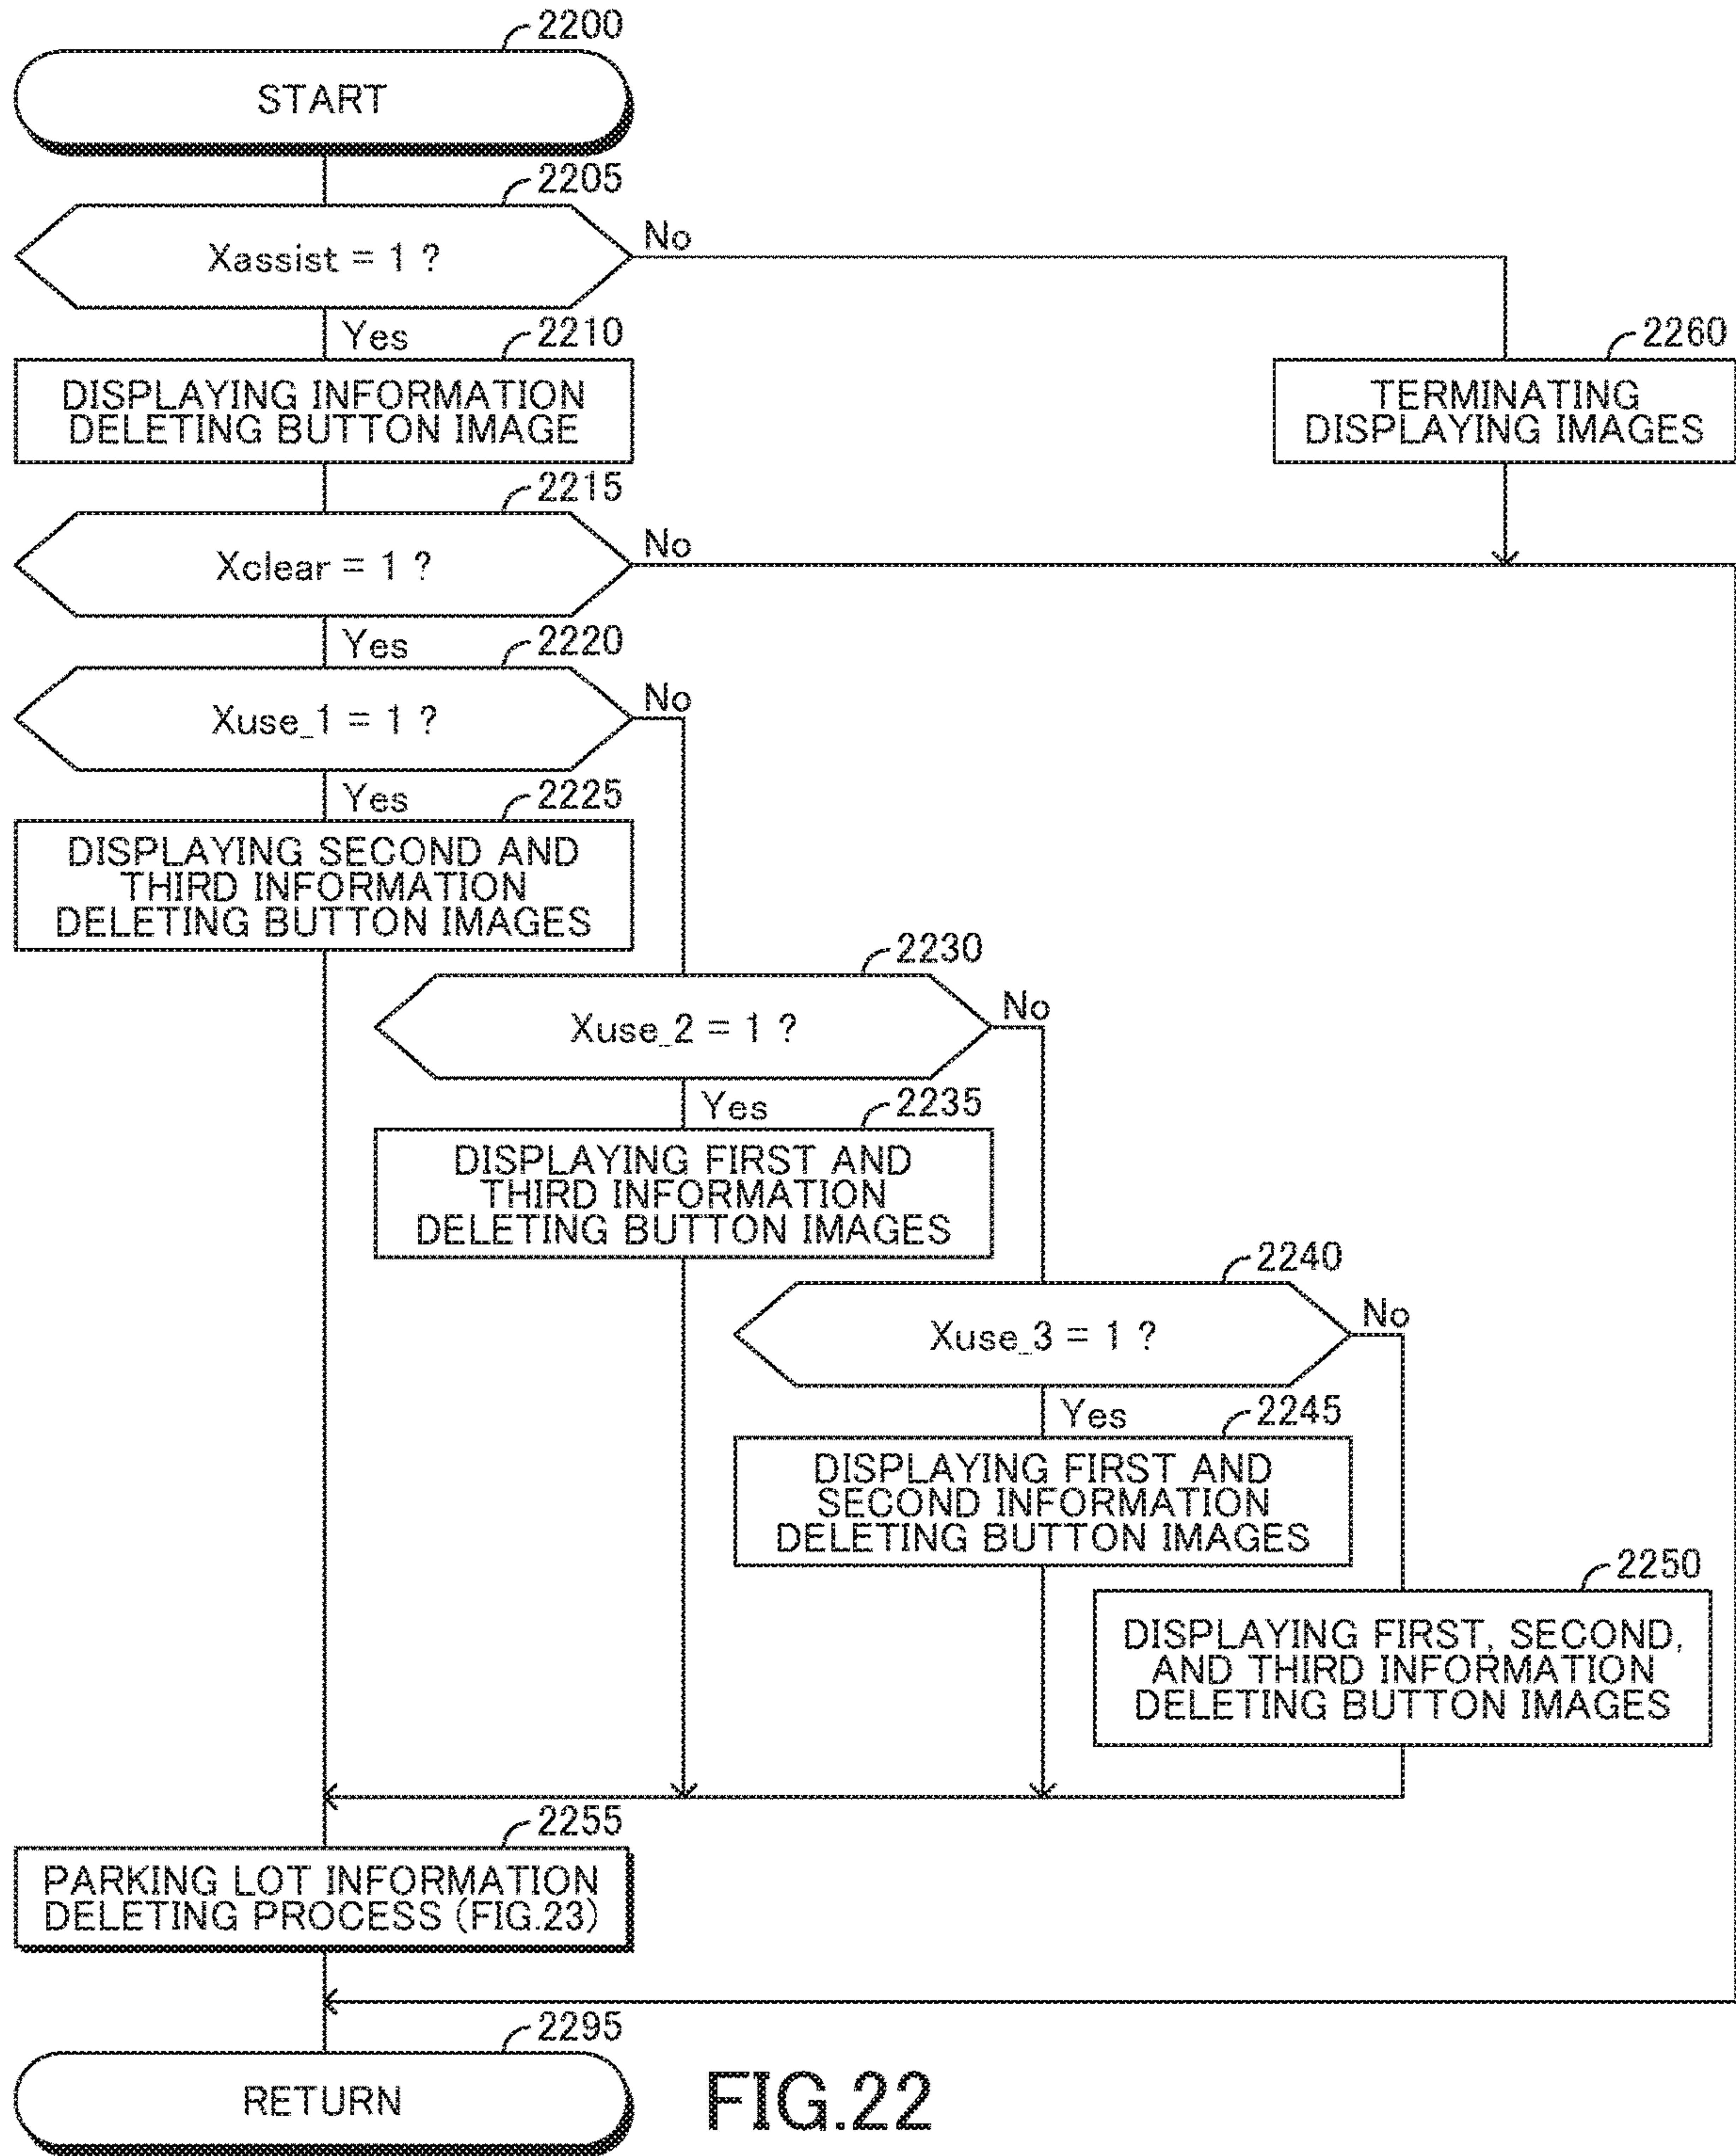 2200
START
2205
Xassist = 1 ?
No
Yes
2210
DISPLAYING INFORMATION
DELETING BUTTON IMAGE
2260
TERMINATING
DISPLAYING IMAGES
2215
Xclear = 1 ?
No
Yes
2220
Xuse_1 = 1 ?
No
Yes
2225
DISPLAYING SECOND AND
THIRD INFORMATION
DELETING BUTTON IMAGES
2230
Xuse_2 = 1 ?
No
Yes
2235
DISPLAYING FIRST AND
THIRD INFORMATION
DELETING BUTTON IMAGES
2240
Xuse_3 = 1 ?
No
Yes
2245
DISPLAYING FIRST AND
SECOND INFORMATION
DELETING BUTTON IMAGES
2250
DISPLAYING FIRST, SECOND,
AND THIRD INFORMATION
DELETING BUTTON IMAGES
2255
PARKING LOT INFORMATION
DELETING PROCESS (FIG.23)
2295
RETURN
FIG.22